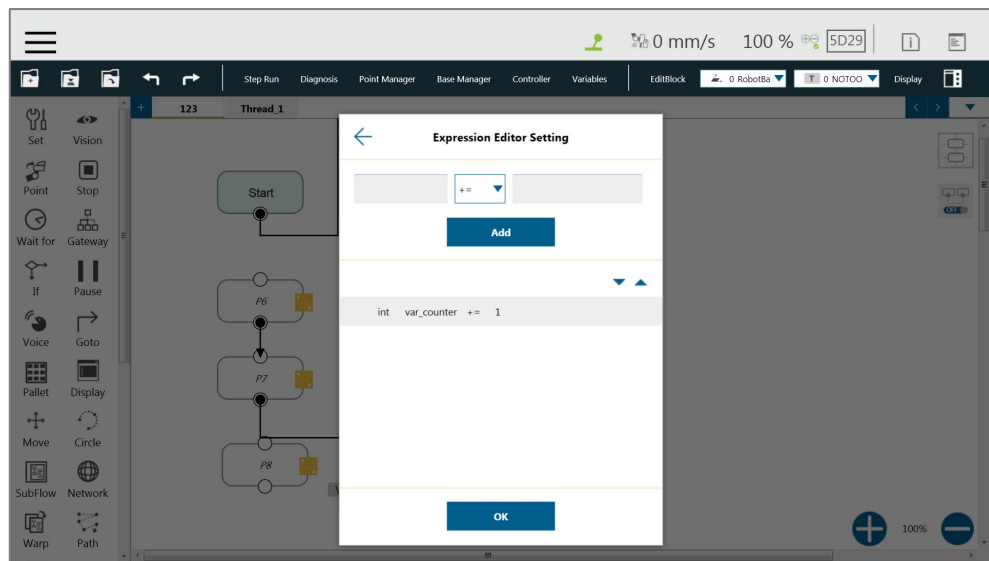 0 mm/s 100 % 5D29
Step Run Diagnosis Point Manager Base Manager Controller Variables EditBlock 0 RobotBa T 0 NOTOO Display
+ 123 Thread_1
Set Vision
Point Stop
Wait for Gateway
If Pause
Voice Goto
Pallet Display
Move Circle
SubFlow Network
Warp Path
Start
P6
P7
P8
Expression Editor Setting
+=
Add
int var_counter += 1
OK
OFF
100%